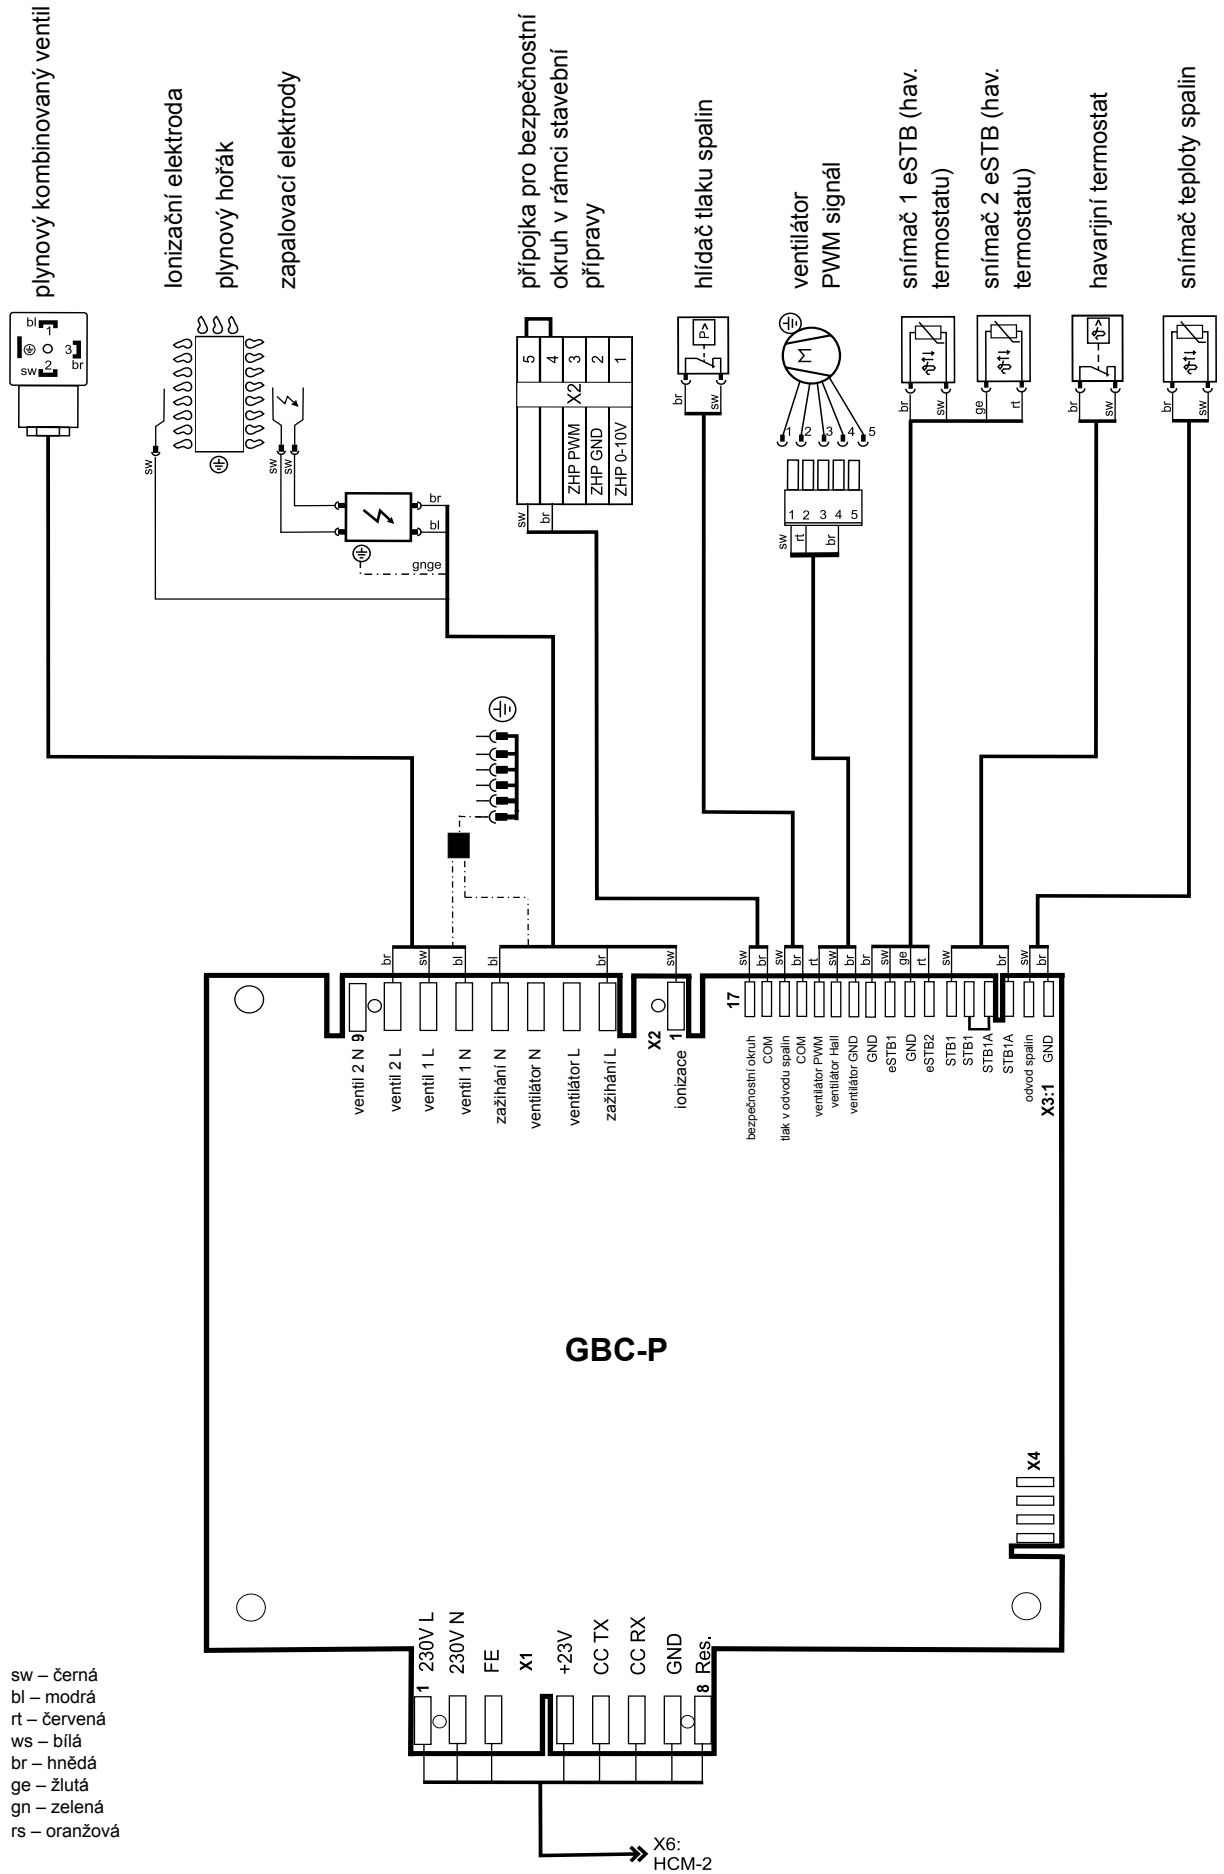 plynový kombinovaný ventil
Ionizační elektroda
plynový hořák
zapalovací elektrody
přípojka pro bezpečnostní
okruh v rámci stavební
přípravy
hlídač tlaku spalin
ventilátor
PWM signál
snímač 1 eSTB (hav.
termostatu)
snímač 2 eSTB (hav.
termostatu)
havarijní termostat
snímač teploty spalin
bl
1
2
3
sw
br
sw
sw
sw
br
bl
gnge
5
4
3
2
1
X2
ZHP PWM
ZHP GND
ZHP 0-10V
sw
br
P>
br
sw
M
1
2
3
4
5
1
2
3
4
5
sw
rt
br
br
sw
ge
rt
br
sw
br
sw
br
sw
bl
bl
br
sw
sw
br
sw
br
rt
sw
br
br
sw
ge
rt
sw
br
sw
br
9
ventil 2 N
ventil 2 L
ventil 1 L
ventil 1 N
zažíhání N
ventilátor N
ventilátor L
zažíhání L
X2
1
ionizace
17
bezpečnostní okruh
COM
tlak v odvodu spalin
COM
ventilátor PWM
ventilátor Hall
ventilátor GND
GND
eSTB1
GND
eSTB2
STB1
STB1
STB1A
STB1A
odvod spalin
GND
X3:1
GBC-P
X4
1
230V L
230V N
FE
X1
+23V
CC TX
CC RX
GND
8
Res.
sw – černá
bl – modrá
rt – červená
ws – bílá
br – hnědá
ge – žlutá
gn – zelená
rs – oranžová
X6:
HCM-2